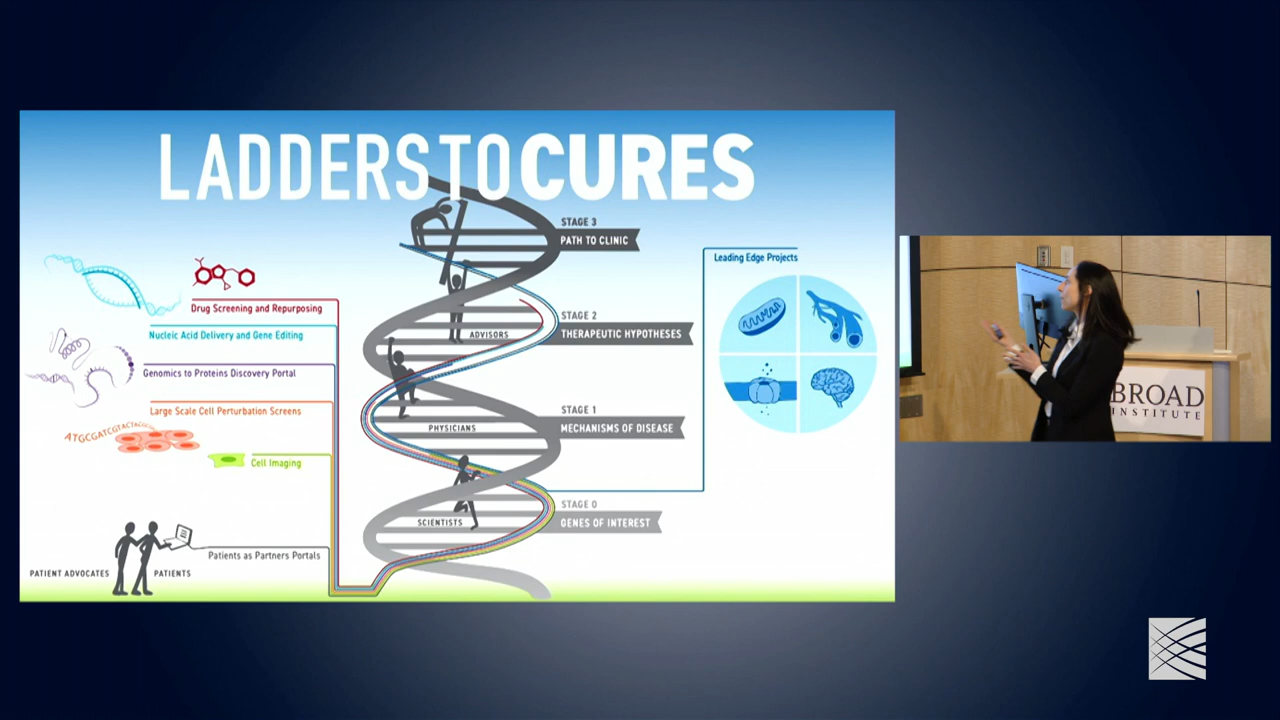 LADDERS TO CURES
STAGE 3
PATH TO CLINIC
Leading Edge Projects
Drug Screening and Repurposing
STAGE 2
THERAPEUTIC HYPOTHESES
ADVISORS
Nucleic Acid Delivery and Gene Editing
Genomics to Proteins Discovery Portal
Large Scale Cell Perturbation Screens
STAGE 1
MECHANISMS OF DISEASE
PHYSICIANS
Cell Imaging
STAGE 0
GENES OF INTEREST
SCIENTISTS
Patients as Partners Portals
PATIENT ADVOCATES
PATIENTS
BROAD
INSTITUTE